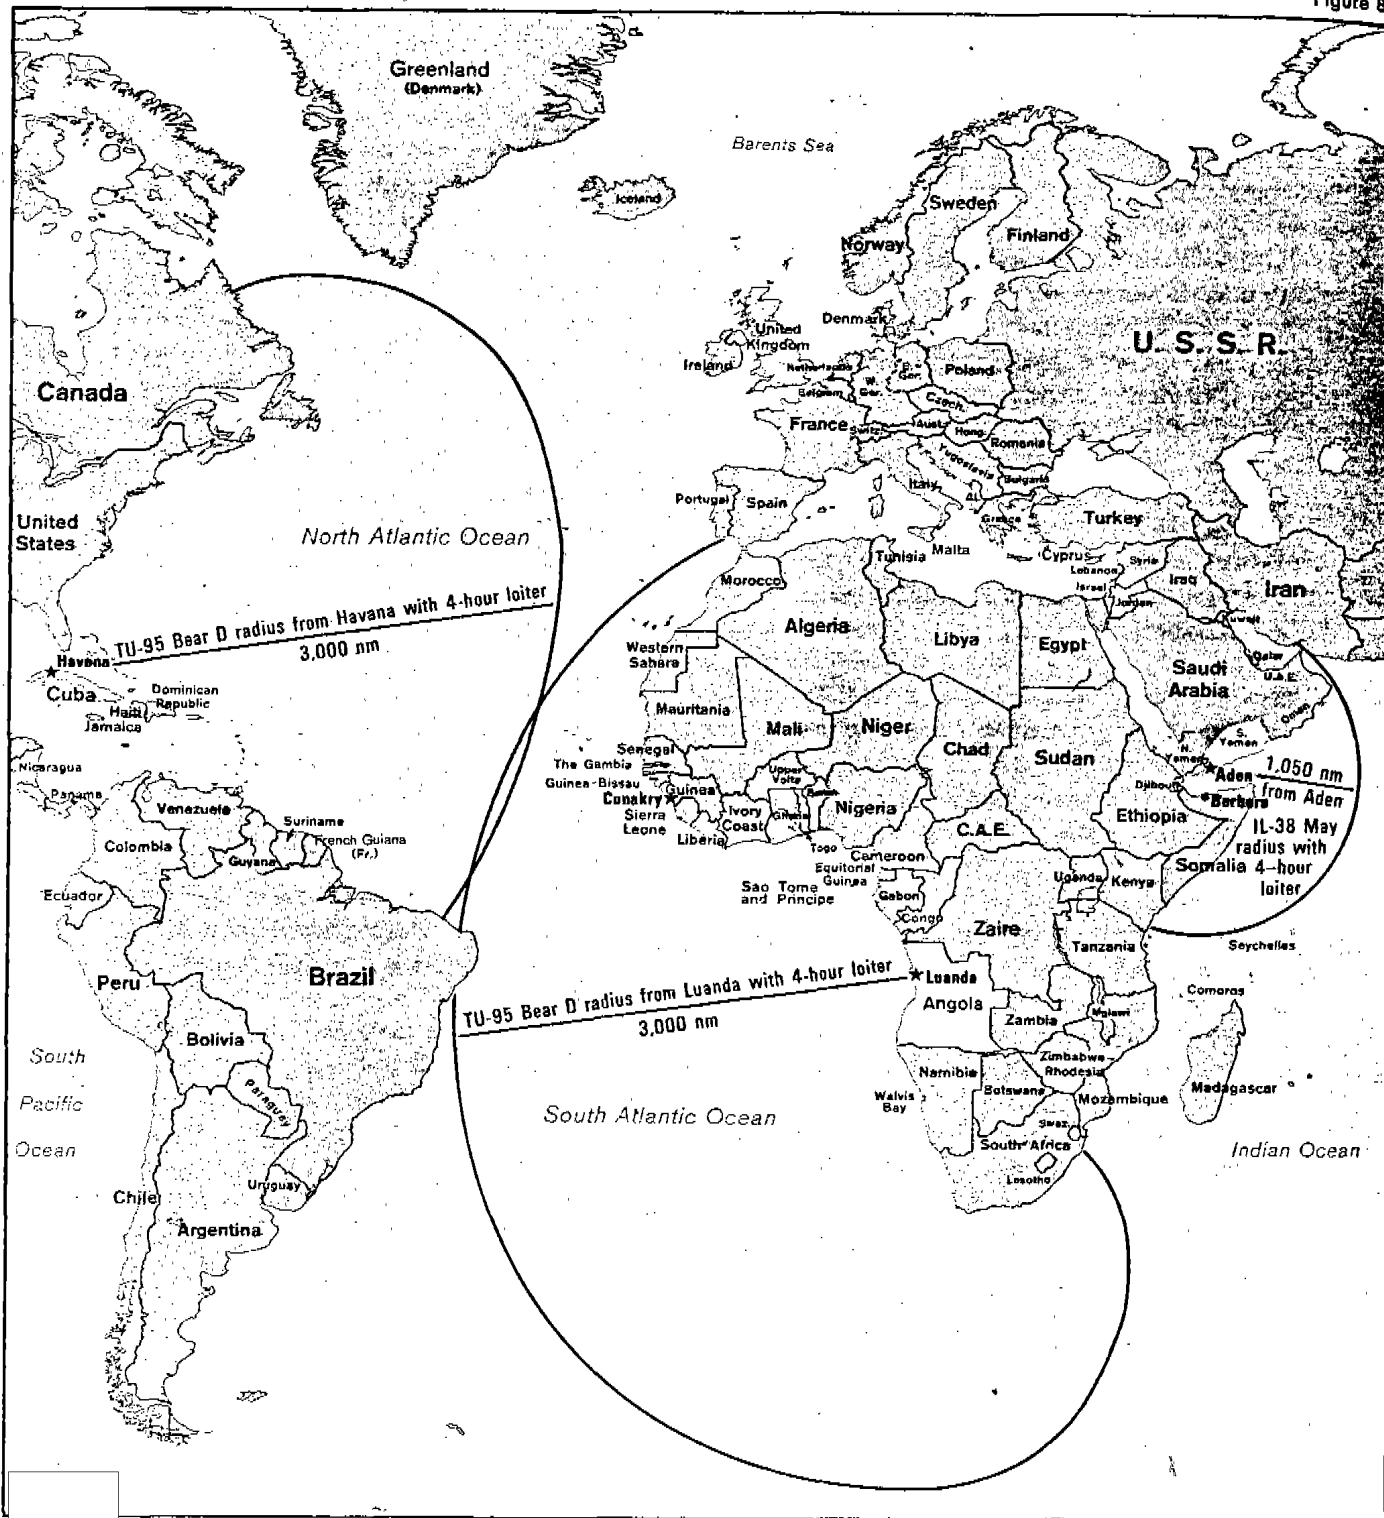 Figure 8
Greenland
(Denmark)
Barents Sea
Iceland
Sweden
Finland
Norway
Denmark
United
Kingdom
Ireland
Netherlands
Belgium
W.
Ger.
E.
Ger.
Poland
U. S. S. R.
Czech.
France
Switz.
Aust.
Hung.
Romania
Yugoslavia
Bulgaria
Italy
Al.
Greece
Portugal
Spain
Turkey
Canada
United
States
North Atlantic Ocean
Tunisia
Malta
Cyprus
Lebanon
Syria
Israel
Iraq
Iran
Jordan
Kuwait
Morocco
Algeria
Libya
Egypt
Western
Sahara
Saudi
Arabia
Qatar
U.A.E.
Oman
TU-95 Bear D radius from Havana with 4-hour loiter
3,000 nm
Havana
Cuba
Dominican
Republic
Haiti
Jamaica
Mauritania
Mali
Niger
Chad
Sudan
N.
Yemen
S.
Yemen
Aden
1,050 nm
from Aden
Djibouti
Berbera
Ethiopia
IL-38 May
radius with
4-hour
loiter
Somalia
Nicaragua
Panama
Venezuela
Colombia
Guyana
Suriname
French Guiana
(Fr.)
Ecuador
Senegal
The Gambia
Guinea-Bissau
Guinea
Conakry
Sierra
Leone
Liberia
Ivory
Coast
Upper
Volta
Ghana
Togo
Benin
Nigeria
C.A.E.
Cameroon
Equitorial
Guinea
Sao Tome
and Principe
Gabon
Congo
Zaire
Uganda
Kenya
Tanzania
Seychelles
Peru
Brazil
Bolivia
Paraguay
TU-95 Bear D radius from Luanda with 4-hour loiter
3,000 nm
Luanda
Angola
Zambia
Malawi
Comoros
Zimbabwe-
Rhodesia
Namibia
Botswana
Mozambique
Madagascar
Walvis
Bay
Swaz.
South Africa
Lesotho
South
Pacific
Ocean
South Atlantic Ocean
Indian Ocean
Chile
Uruguay
Argentina